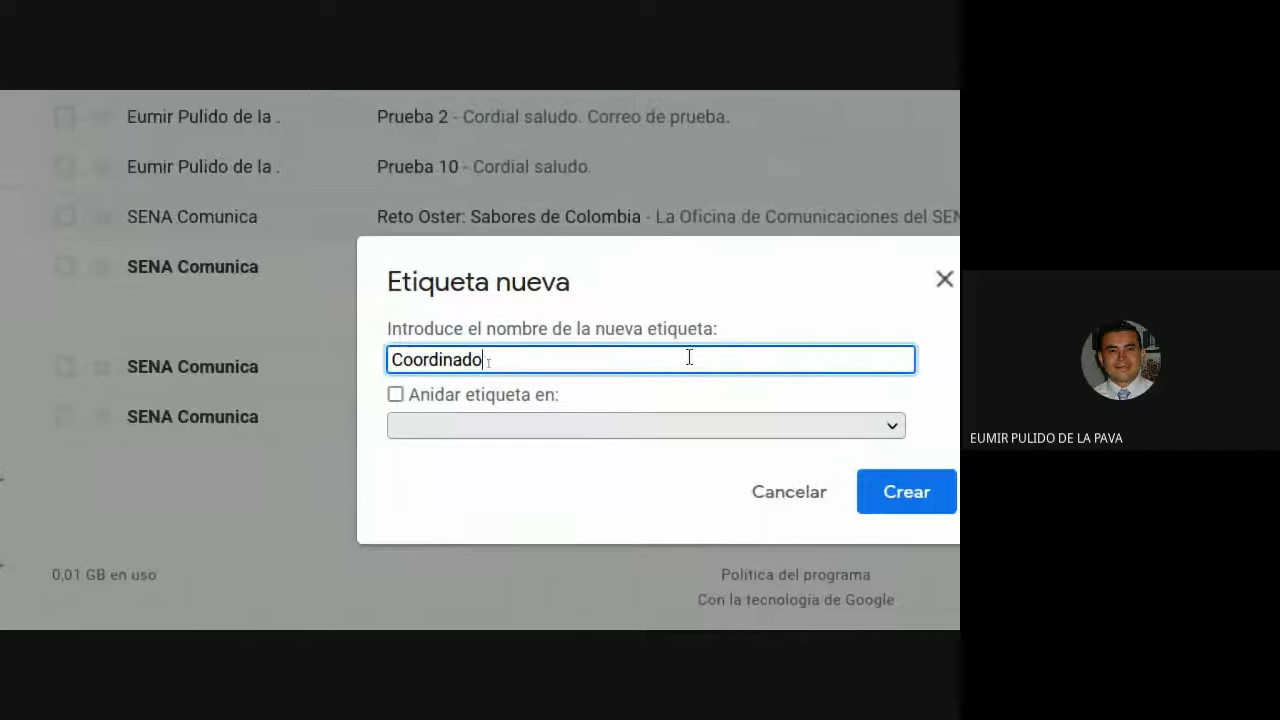 Eumir Pulido de la . Prueba 2 - Cordial saludo. Correo de prueba.
Eumir Pulido de la . Prueba 10 - Cordial saludo.
SENA Comunica Reto Oster: Sabores de Colombia - La Oficina de Comunicaciones del SEN
SENA Comunica
Etiqueta nueva
Introduce el nombre de la nueva etiqueta:
Coordinado
SENA Comunica
Anidar etiqueta en:
SENA Comunica
EUMIR PULIDO DE LA PAVA
Cancelar Crear
0,01 GB en uso
Política del programa
Con la tecnología de Google